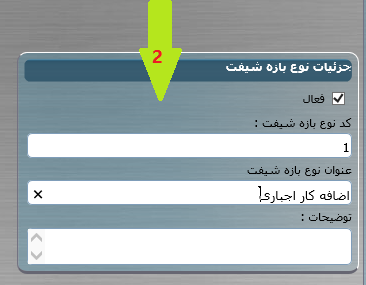 2
جزئیات نوع بازه شیفت
فعال
کد نوع بازه شیفت :
1
عنوان نوع بازه شیفت
اضافه کار اجباری
توضیحات :